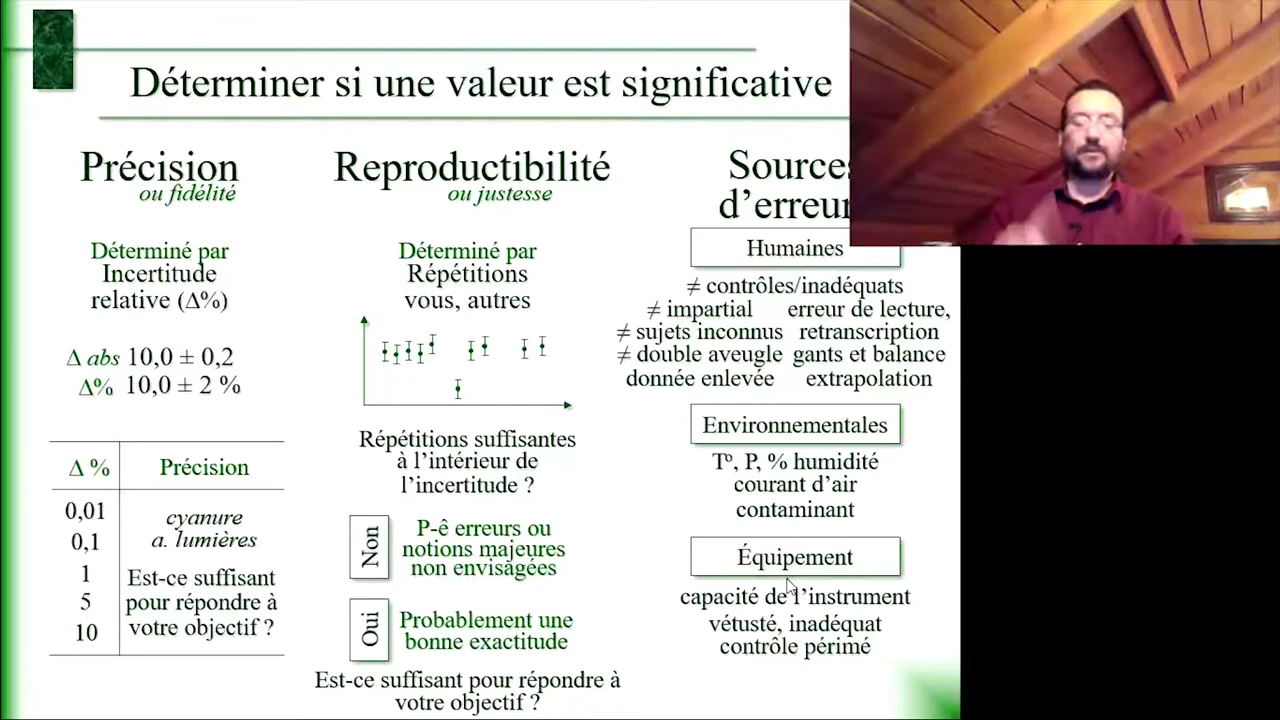 Déterminer si une valeur est significative
Précision
ou fidélité
Déterminé par
Incertitude
relative (Δ%)
Δ abs 10,0 ± 0,2
Δ% 10,0 ± 2 %
Δ % Précision
0,01
0,1
1
5
10
cyanure
a. lumières
Est-ce suffisant
pour répondre à
votre objectif ?
Reproductibilité
ou justesse
Déterminé par
Répétitions
vous, autres
Répétitions suffisantes
à l’intérieur de
l’incertitude ?
Non
P-ê erreurs ou
notions majeures
non envisagées
Oui
Probablement une
bonne exactitude
Est-ce suffisant pour répondre à
votre objectif ?
Sources
d’erreur
Humaines
≠ contrôles/inadéquats
≠ impartial erreur de lecture,
≠ sujets inconnus retranscription
≠ double aveugle gants et balance
donnée enlevée extrapolation
Environnementales
Tº, P, % humidité
courant d’air
contaminant
Équipement
capacité de l’instrument
vétusté, inadéquat
contrôle périmé